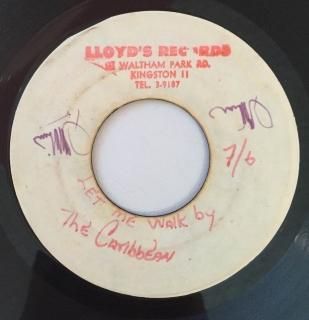 LLOYD'S RECORDS
WALTHAM PARK RD.
KINGSTON 11
TEL. 3-9187
7/6
LET ME WALK by
The CARIBBEAN